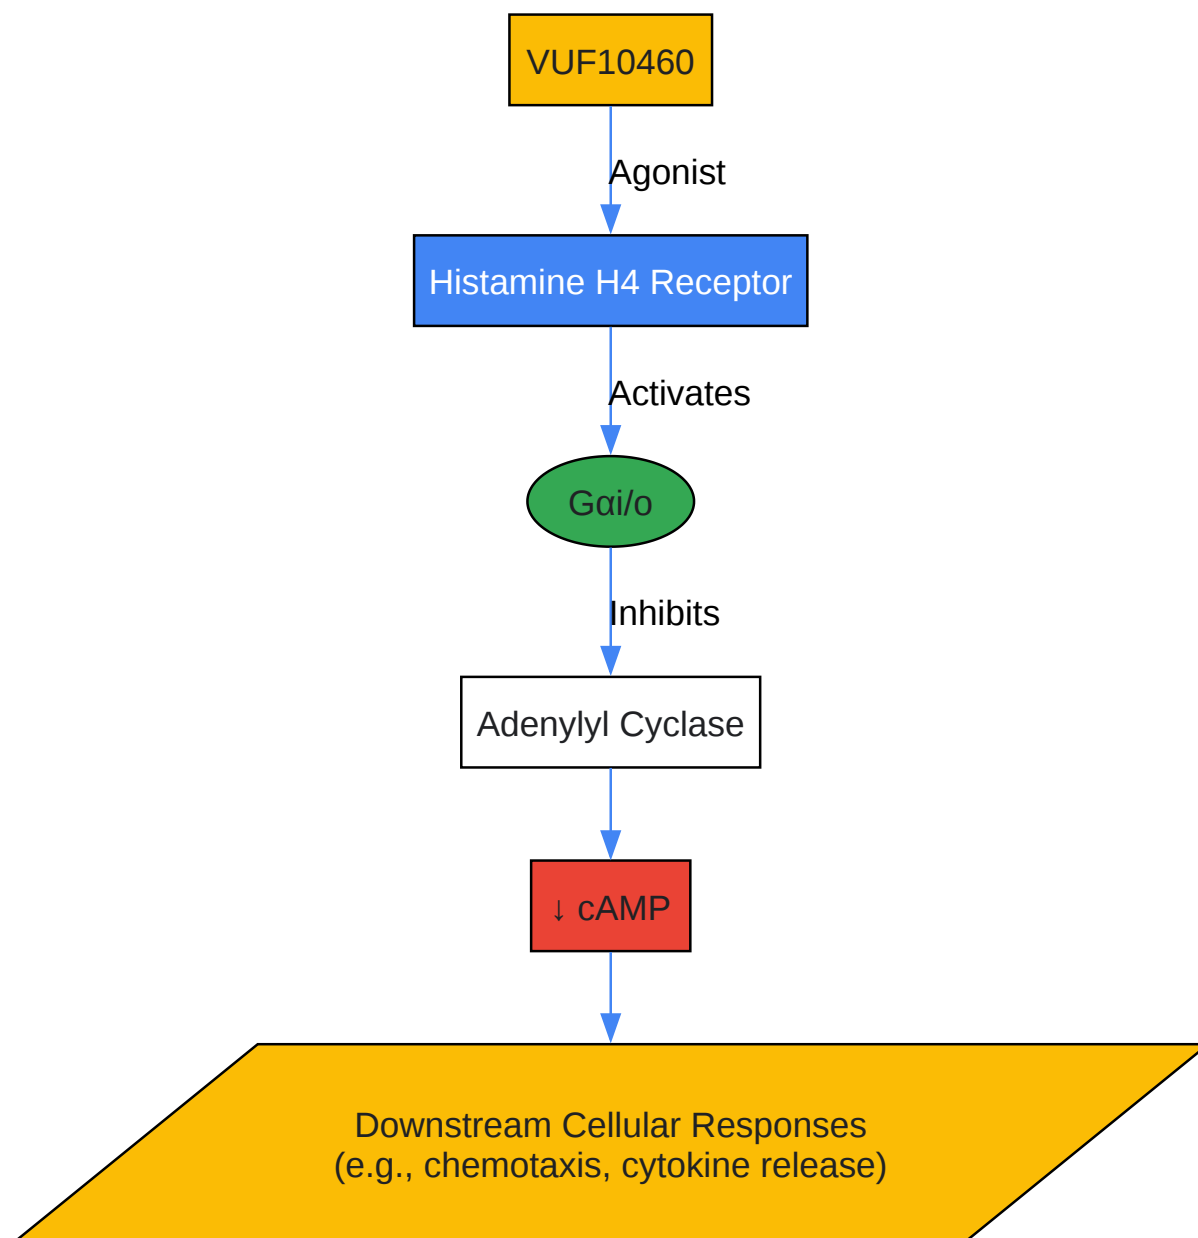 VUF10460
Agonist
Histamine H4 Receptor
Activates
Gαi/o
Inhibits
Adenylyl Cyclase
↓ cAMP
Downstream Cellular Responses
(e.g., chemotaxis, cytokine release)